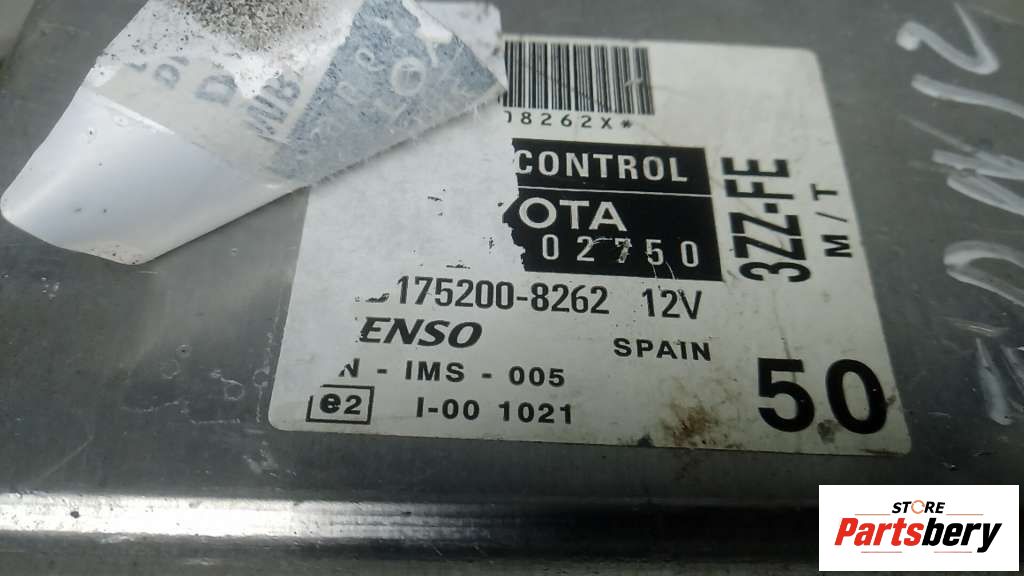 08262X*
CONTROL
OTA
02750
3ZZ-FE
M/T
175200-8262 12V
ENSO
SPAIN
N - IMS - 005
e2 I-00 1021
50
STORE
Partsbery